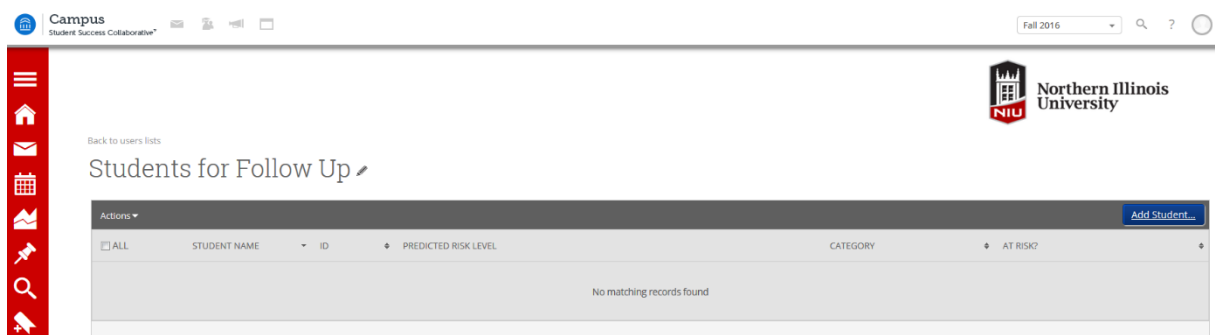 Campus
Student Success Collaborative™
Fall 2016
?
NIU
Northern Illinois
University
Back to users lists
Students for Follow Up
Actions
Add Student...
ALL STUDENT NAME ID PREDICTED RISK LEVEL CATEGORY AT RISK?
No matching records found